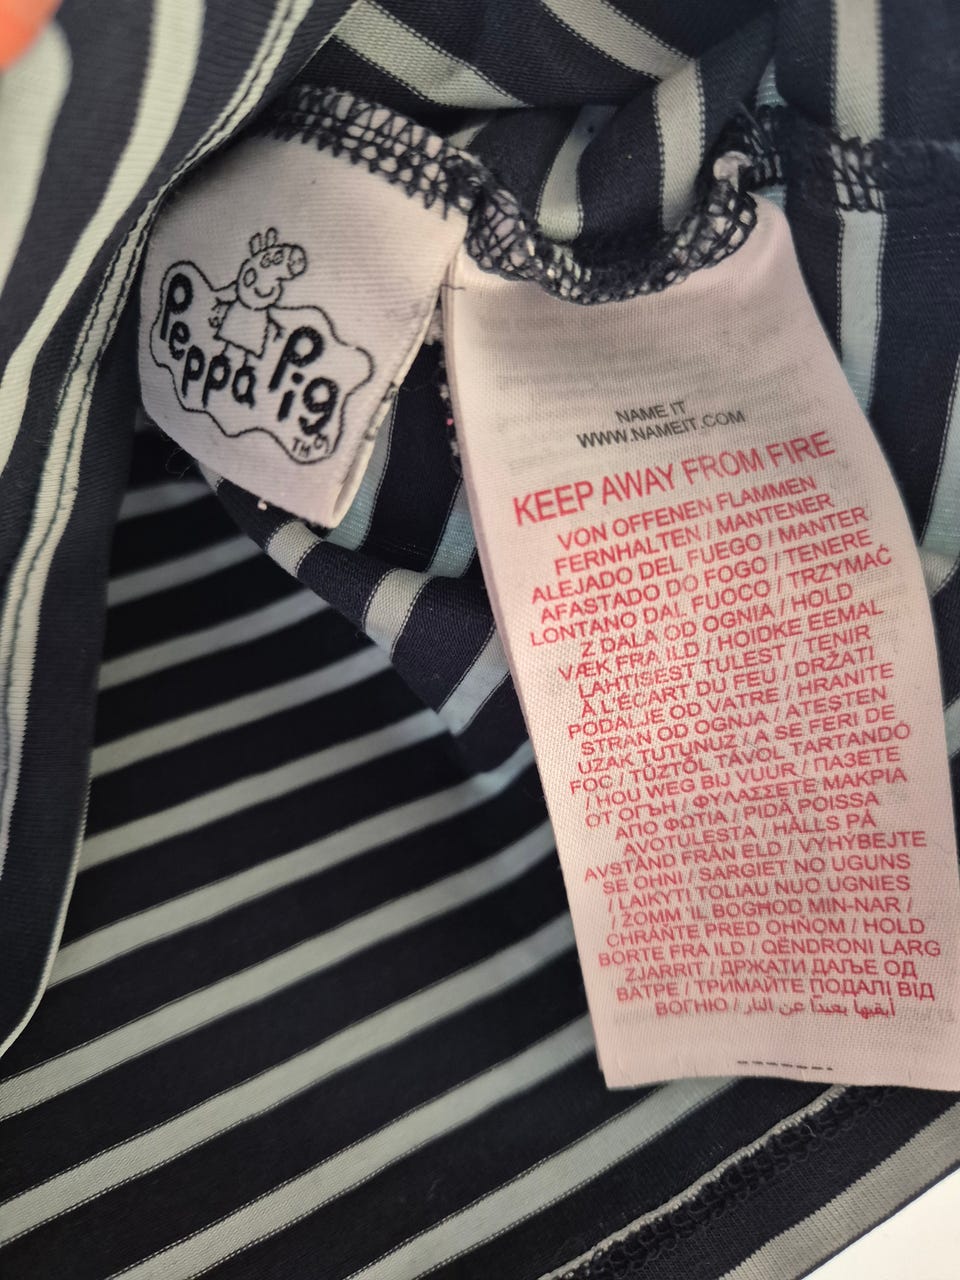 Peppa Pig
TM ©
NAME IT
WWW.NAMEIT.COM
KEEP AWAY FROM FIRE
VON OFFENEN FLAMMEN
FERNHALTEN / MANTENER
ALEJADO DEL FUEGO / MANTER
AFASTADO DO FOGO / TENERE
LONTANO DAL FUOCO / TRZYMAĆ
Z DALA OD OGNIA / HOLD
VÆK FRA ILD / HOIDKE EEMAL
LAHTISEST TULEST / TENIR
À L'ÉCART DU FEU / DRŽATI
PODALJE OD VATRE / HRANITE
STRAN OD OGNJA / ATEŞTEN
UZAK TUTUNUZ / A SE FERI DE
FOC / TŰZTŐL TÁVOL TARTANDÓ
/ HOU WEG BIJ VUUR / ПАЗЕТЕ
ОТ ОГЪН / ΦΥΛΑΣΣΕΤΕ ΜΑΚΡΙΑ
ΑΠΟ ΦΩΤΙΑ / PIDÄ POISSA
AVOTULESTA / HÅLLS PÅ
AVSTÅND FRÅN ELD / VYHÝBEJTE
SE OHNI / SARGIET NO UGUNS
/ LAIKYTI TOLIAU NUO UGNIES
/ ŻOMM 'IL BOGĦOD MIN-NAR /
CHRÁŇTE PRED OHŇOM / HOLD
BORTE FRA ILD / QËNDRONI LARG
ZJARRIT / ДРЖАТИ ДАЉЕ ОД
ВАТРЕ / ТРИМАЙТЕ ПОДАЛІ ВІД
ВОГНЮ / أبقيها بعيدًا عن النار